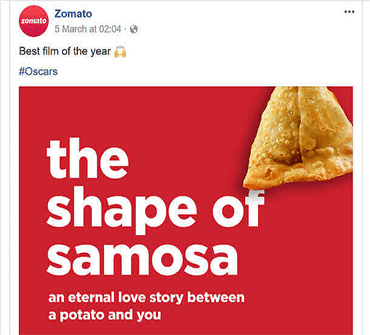 zomato
Zomato
5 March at 02:04 ·
Best film of the year 🙌
#Oscars
the
shape of
samosa
an eternal love story between
a potato and you